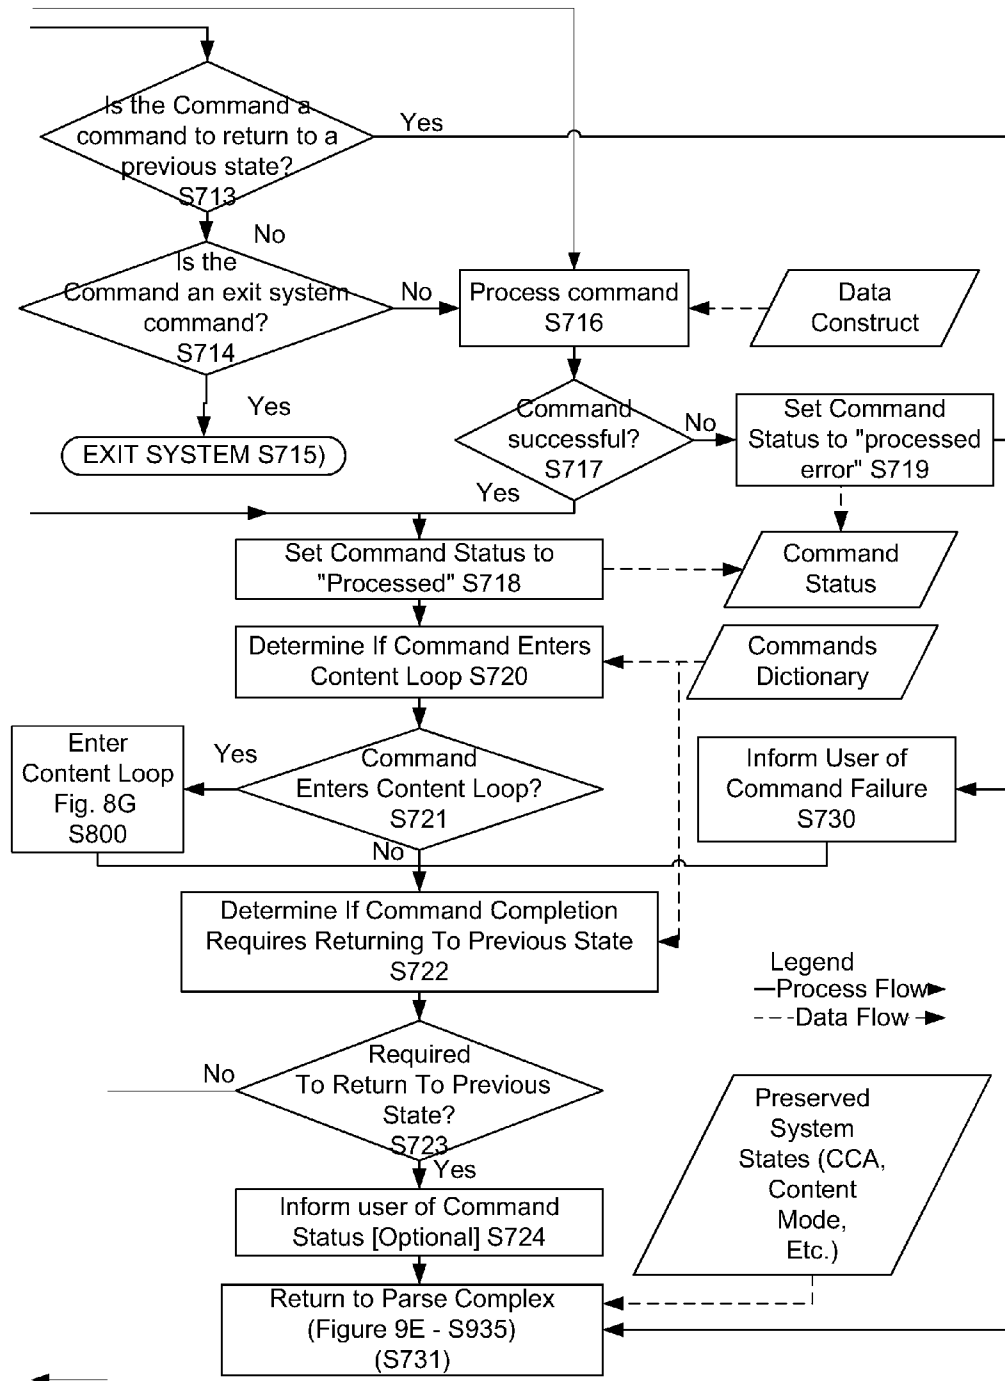 Is the Command a
command to return to a
previous state?
S713
Yes
No
Is the
Command an exit system
command?
S714
No
Process command
S716
Data
Construct
Yes
EXIT SYSTEM S715)
Command
successful?
S717
No
Set Command
Status to "processed
error" S719
Yes
Set Command Status to
"Processed" S718
Command
Status
Determine If Command Enters
Content Loop S720
Commands
Dictionary
Enter
Content Loop
Fig. 8G
S800
Yes
Command
Enters Content Loop?
S721
No
Inform User of
Command Failure
S730
Determine If Command Completion
Requires Returning To Previous State
S722
Legend
Process Flow
Data Flow
No
Required
To Return To Previous
State?
S723
Yes
Preserved
System
States (CCA,
Content
Mode,
Etc.)
Inform user of Command
Status [Optional] S724
Return to Parse Complex
(Figure 9E - S935)
(S731)